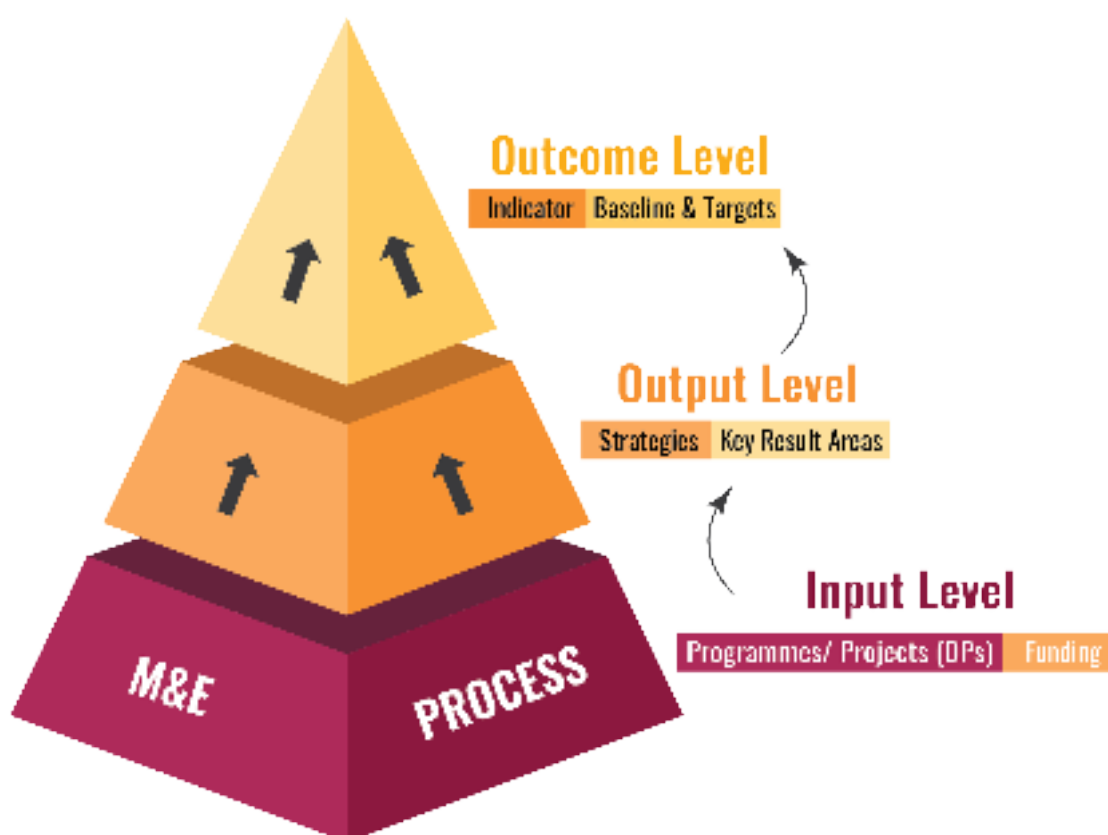 Outcome Level
Indicator Baseline & Targets
Output Level
Strategies Key Result Areas
Input Level
Programmes/ Projects (DPs) Funding
M&E PROCESS